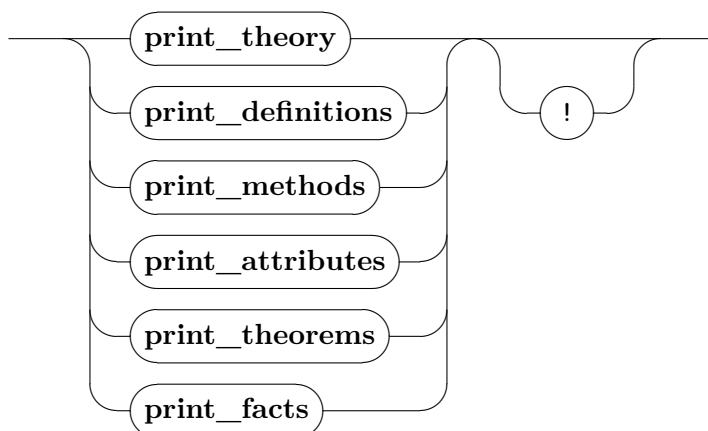 print_theory
print_definitions !
print_methods
print_attributes
print_theorems
print_facts